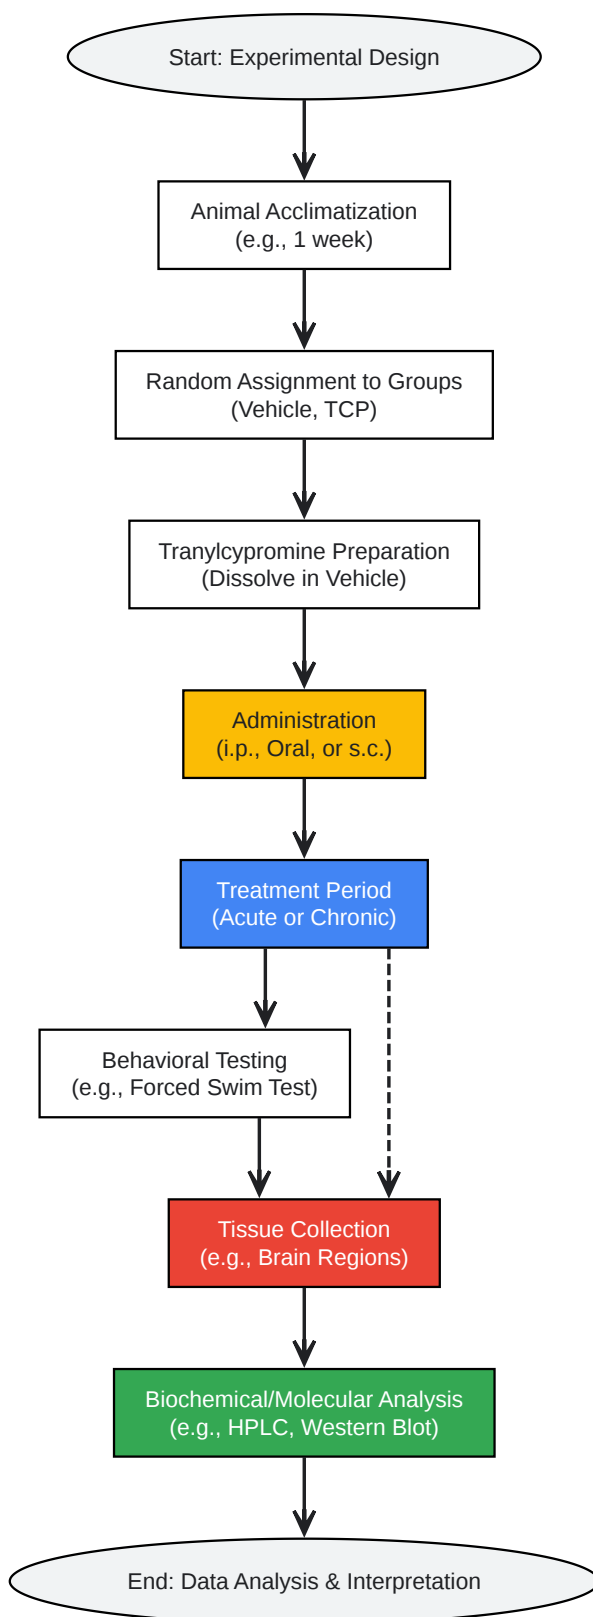 Start: Experimental Design
Animal Acclimatization
(e.g., 1 week)
Random Assignment to Groups
(Vehicle, TCP)
Tranylcypromine Preparation
(Dissolve in Vehicle)
Administration
(i.p., Oral, or s.c.)
Treatment Period
(Acute or Chronic)
Behavioral Testing
(e.g., Forced Swim Test)
Tissue Collection
(e.g., Brain Regions)
Biochemical/Molecular Analysis
(e.g., HPLC, Western Blot)
End: Data Analysis & Interpretation